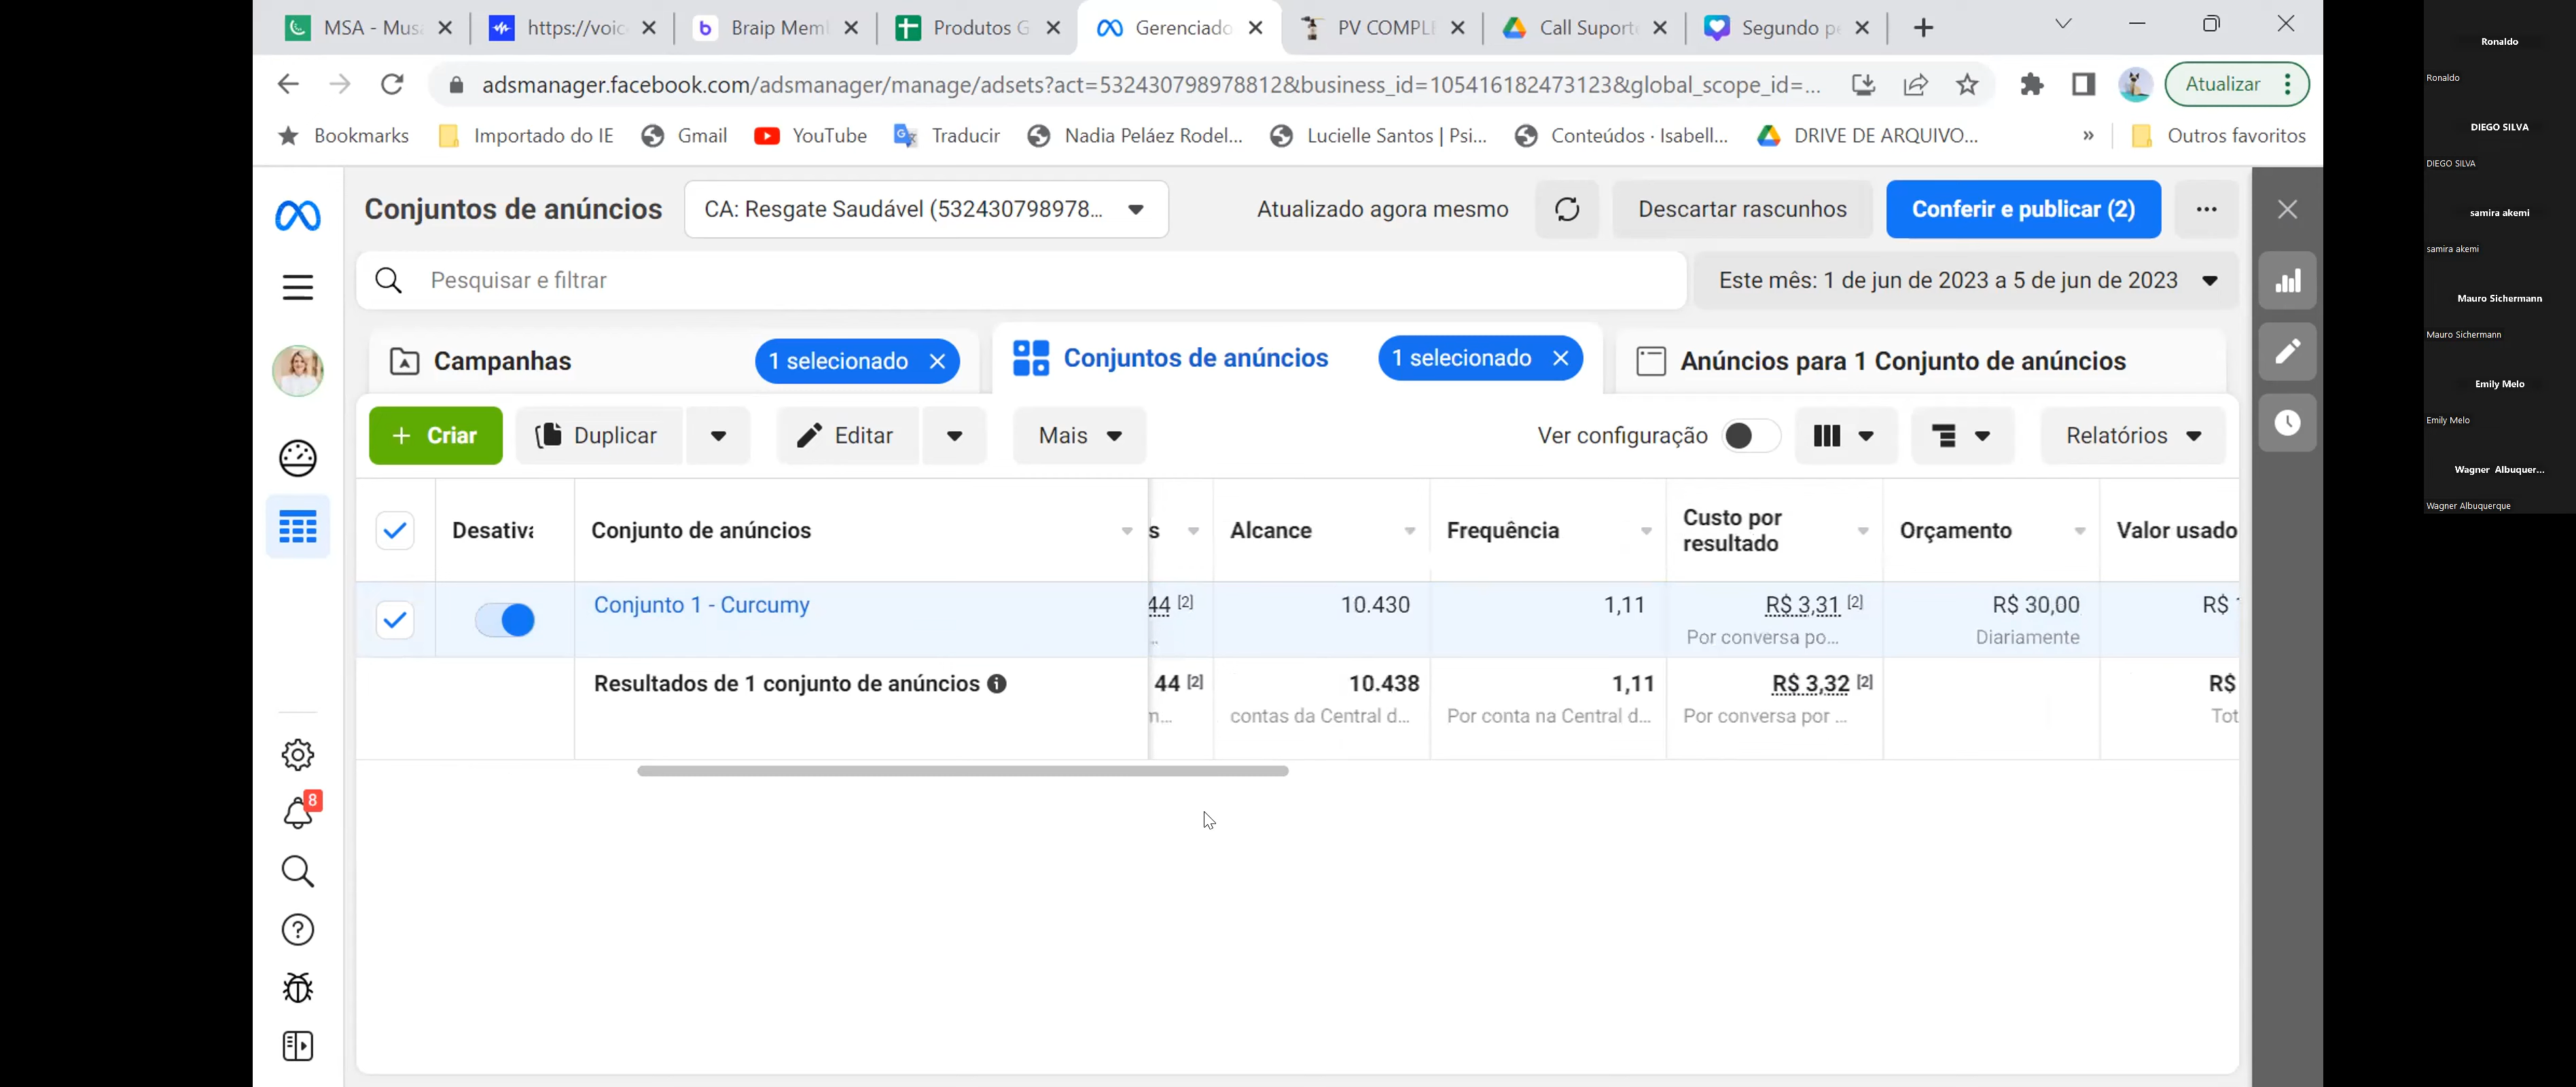 MSA - Musa
https://voic
Braip Meml
Produtos G
Gerenciado
PV COMPL
Call Suport
Segundo pe
adsmanager.facebook.com/adsmanager/manage/adsets?act=532430798978812&business_id=105416182473123&global_scope_id=...
Atualizar
Bookmarks
Importado do IE
Gmail
YouTube
Traducir
Nadia Peláez Rodel...
Lucielle Santos | Psi...
Conteúdos · Isabell...
DRIVE DE ARQUIVO...
»
Outros favoritos
Conjuntos de anúncios
CA: Resgate Saudável (532430798978...
Atualizado agora mesmo
Descartar rascunhos
Conferir e publicar (2)
Pesquisar e filtrar
Este mês: 1 de jun de 2023 a 5 de jun de 2023
Campanhas
1 selecionado
Conjuntos de anúncios
1 selecionado
Anúncios para 1 Conjunto de anúncios
+ Criar
Duplicar
Editar
Mais
Ver configuração
Relatórios
Desativa
Conjunto de anúncios
s
Alcance
Frequência
Custo por
resultado
Orçamento
Valor usado
Conjunto 1 - Curcumy
44 [2]
10.430
1,11
R$ 3,31 [2]
Por conversa po...
R$ 30,00
Diariamente
R$
Resultados de 1 conjunto de anúncios
44 [2]
10.438
contas da Central d...
1,11
Por conta na Central d...
R$ 3,32 [2]
Por conversa por ...
R$
Tot
8
Ronaldo
Ronaldo
DIEGO SILVA
DIEGO SILVA
samira akemi
samira akemi
Mauro Sichermann
Mauro Sichermann
Emily Melo
Emily Melo
Wagner Albuquer...
Wagner Albuquerque